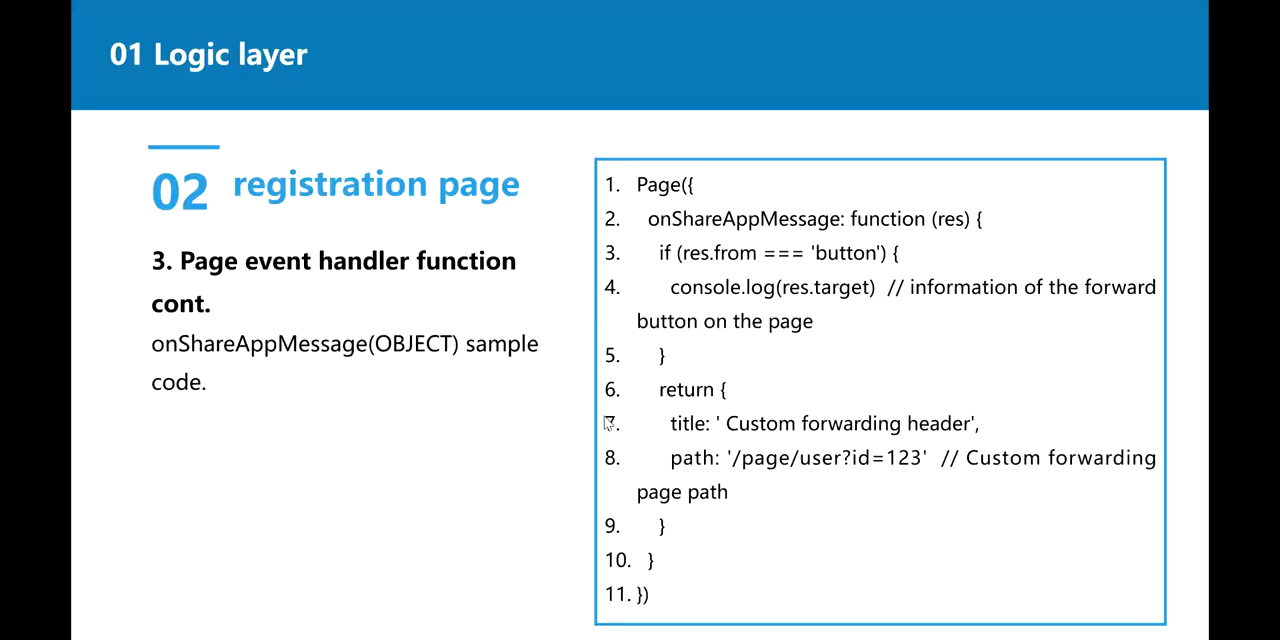 01 Logic layer
02 registration page
3. Page event handler function
cont.
onShareAppMessage(OBJECT) sample
code.
1. Page({
2. onShareAppMessage: function (res) {
3. if (res.from === 'button') {
4. console.log(res.target) // information of the forward
button on the page
5. }
6. return {
7. title: ' Custom forwarding header',
8. path: '/page/user?id=123' // Custom forwarding
page path
9. }
10. }
11. })